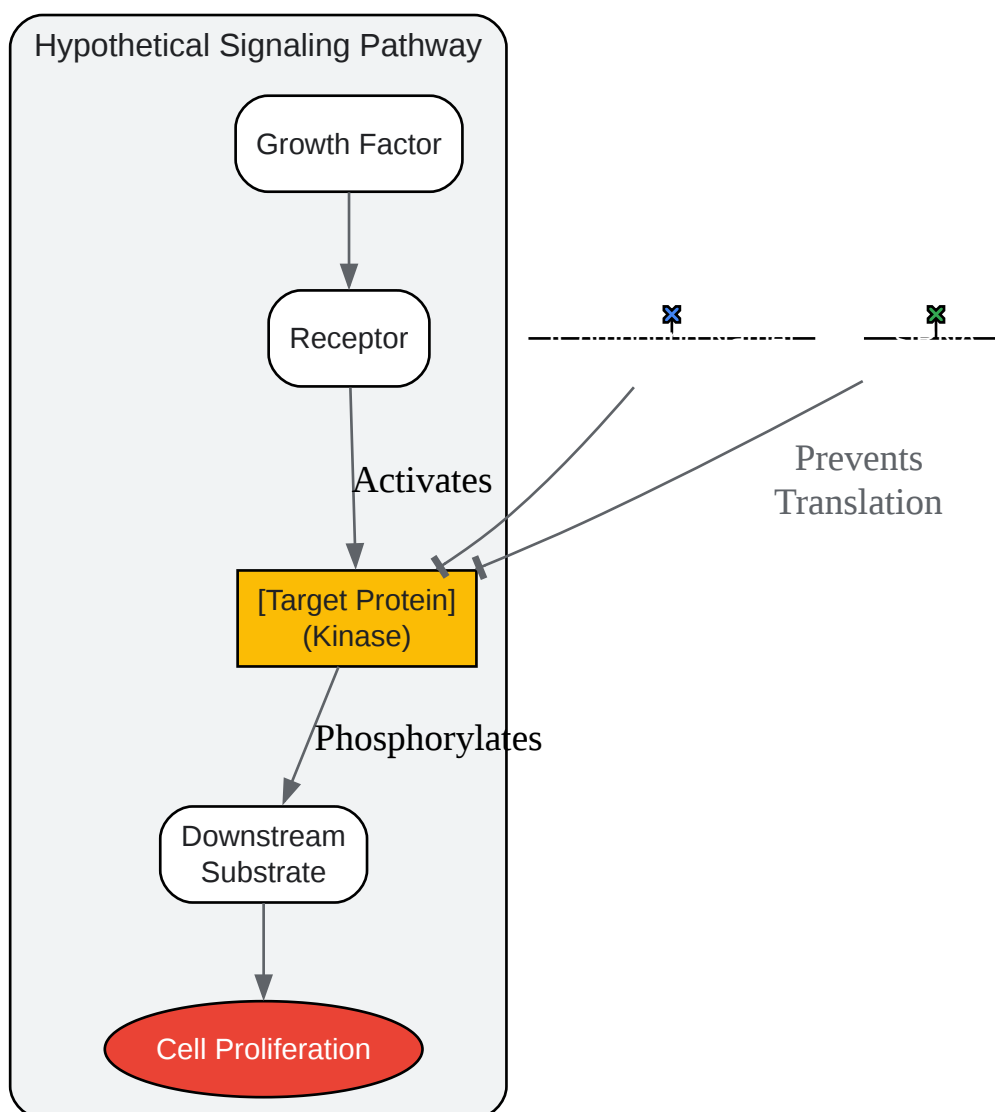 Hypothetical Signaling Pathway
Growth Factor
Receptor
Activates
Prevents
Translation
[Target Protein]
(Kinase)
Phosphorylates
Downstream
Substrate
Cell Proliferation